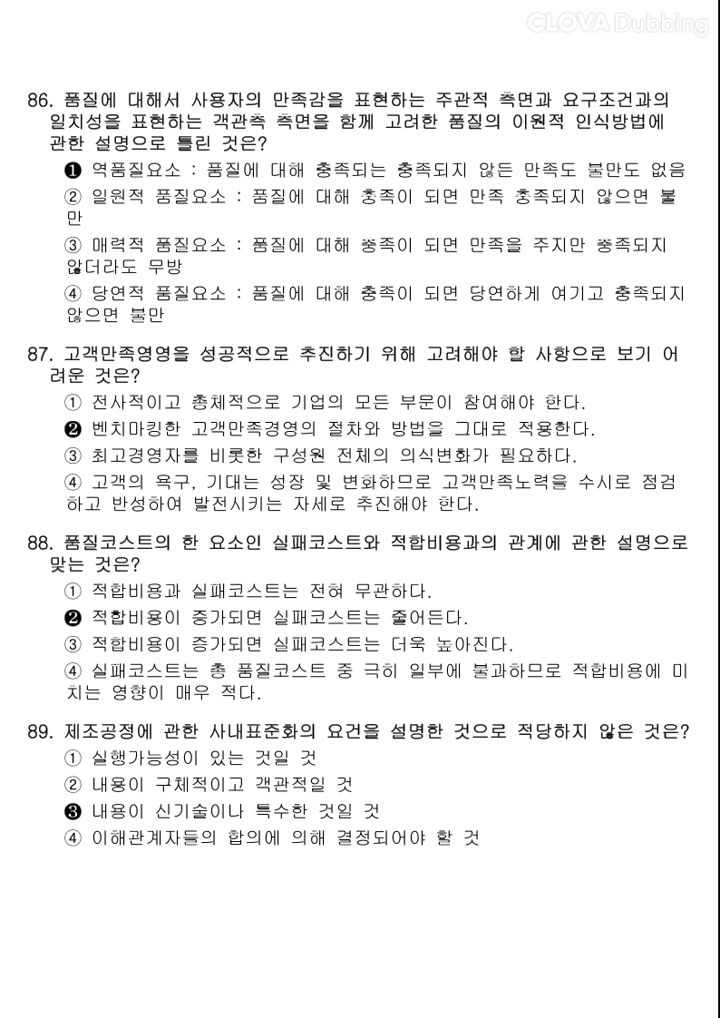 CLOVA Dubbing
86. 품질에 대해서 사용자의 만족감을 표현하는 주관적 측면과 요구조건과의
일치성을 표현하는 객관측 측면을 함께 고려한 품질의 이원적 인식방법에
관한 설명으로 틀린 것은?
❶ 역품질요소 : 품질에 대해 충족되는 충족되지 않든 만족도 불만도 없음
② 일원적 품질요소 : 품질에 대해 충족이 되면 만족 충족되지 않으면 불
만
③ 매력적 품질요소 : 품질에 대해 충족이 되면 만족을 주지만 충족되지
않더라도 무방
④ 당연적 품질요소 : 품질에 대해 충족이 되면 당연하게 여기고 충족되지
않으면 불만
87. 고객만족영영을 성공적으로 추진하기 위해 고려해야 할 사항으로 보기 어
려운 것은?
① 전사적이고 총체적으로 기업의 모든 부문이 참여해야 한다.
❷ 벤치마킹한 고객만족경영의 절차와 방법을 그대로 적용한다.
③ 최고경영자를 비롯한 구성원 전체의 의식변화가 필요하다.
④ 고객의 욕구, 기대는 성장 및 변화하므로 고객만족노력을 수시로 점검
하고 반성하여 발전시키는 자세로 추진해야 한다.
88. 품질코스트의 한 요소인 실패코스트와 적합비용과의 관계에 관한 설명으로
맞는 것은?
① 적합비용과 실패코스트는 전혀 무관하다.
❷ 적합비용이 증가되면 실패코스트는 줄어든다.
③ 적합비용이 증가되면 실패코스트는 더욱 높아진다.
④ 실패코스트는 총 품질코스트 중 극히 일부에 불과하므로 적합비용에 미
치는 영향이 매우 적다.
89. 제조공정에 관한 사내표준화의 요건을 설명한 것으로 적당하지 않은 것은?
① 실행가능성이 있는 것일 것
② 내용이 구체적이고 객관적일 것
❸ 내용이 신기술이나 특수한 것일 것
④ 이해관계자들의 합의에 의해 결정되어야 할 것